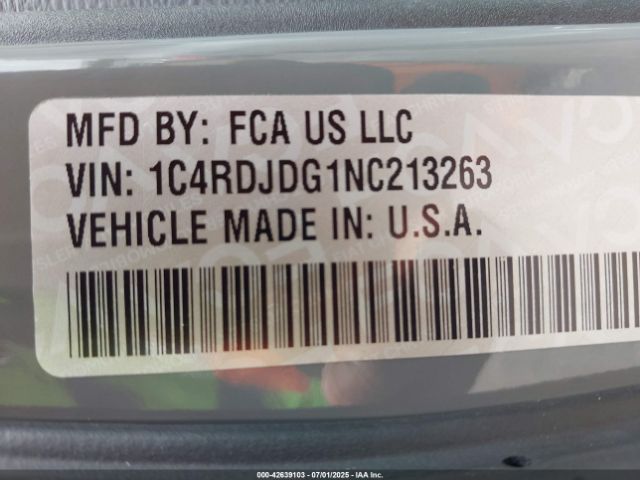 MFD BY: FCA US LLC
VIN: 1C4RDJDG1NC213263
VEHICLE MADE IN: U.S.A.
000-42639103 - 07/01/2025 - IAA Inc.